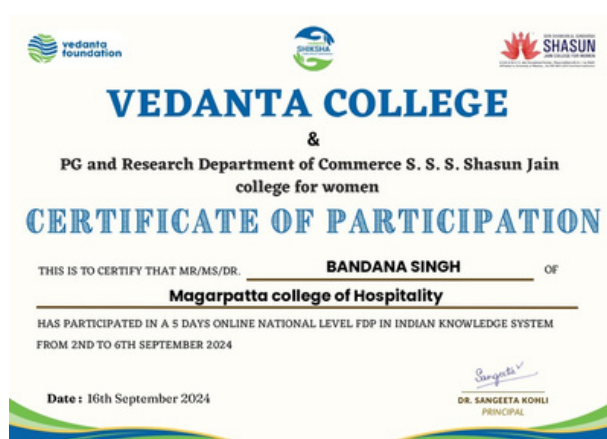 vedanta
foundation
SHIKSHA
SHASUN
VEDANTA COLLEGE
&
PG and Research Department of Commerce S. S. S. Shasun Jain
college for women
CERTIFICATE OF PARTICIPATION
THIS IS TO CERTIFY THAT MR/MS/DR. BANDANA SINGH OF
Magarpatta college of Hospitality
HAS PARTICIPATED IN A 5 DAYS ONLINE NATIONAL LEVEL FDP IN INDIAN KNOWLEDGE SYSTEM
FROM 2ND TO 6TH SEPTEMBER 2024
Sangeeta
Date : 16th September 2024
DR. SANGEETA KOHLI
PRINCIPAL